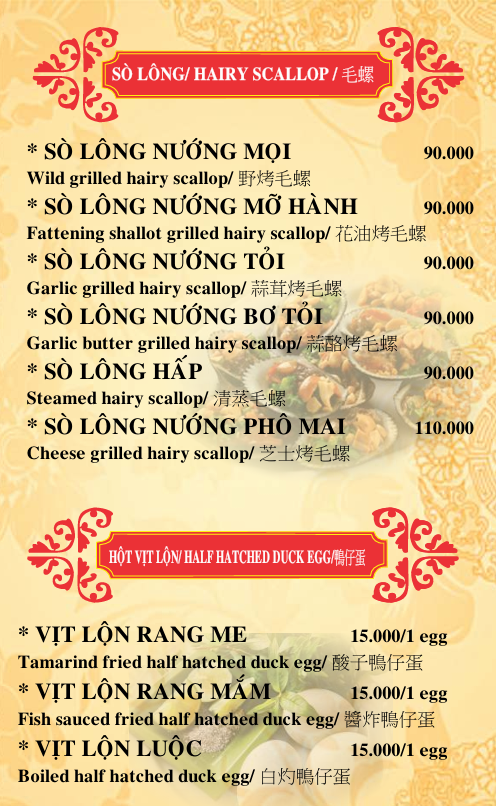 SÒ LÔNG/ HAIRY SCALLOP / 毛螺
* SÒ LÔNG NƯỚNG MỌI 90.000
Wild grilled hairy scallop/ 野烤毛螺
* SÒ LÔNG NƯỚNG MỠ HÀNH 90.000
Fattening shallot grilled hairy scallop/ 花油烤毛螺
* SÒ LÔNG NƯỚNG TỎI 90.000
Garlic grilled hairy scallop/ 蒜茸烤毛螺
* SÒ LÔNG NƯỚNG BƠ TỎI 90.000
Garlic butter grilled hairy scallop/ 蒜酪烤毛螺
* SÒ LÔNG HẤP 90.000
Steamed hairy scallop/ 清蒸毛螺
* SÒ LÔNG NƯỚNG PHÔ MAI 110.000
Cheese grilled hairy scallop/ 芝士烤毛螺
HỘT VỊT LỘN/ HALF HATCHED DUCK EGG/鴨仔蛋
* VỊT LỘN RANG ME 15.000/1 egg
Tamarind fried half hatched duck egg/ 酸子鴨仔蛋
* VỊT LỘN RANG MẮM 15.000/1 egg
Fish sauced fried half hatched duck egg/ 醬炸鴨仔蛋
* VỊT LỘN LUỘC 15.000/1 egg
Boiled half hatched duck egg/ 白灼鴨仔蛋